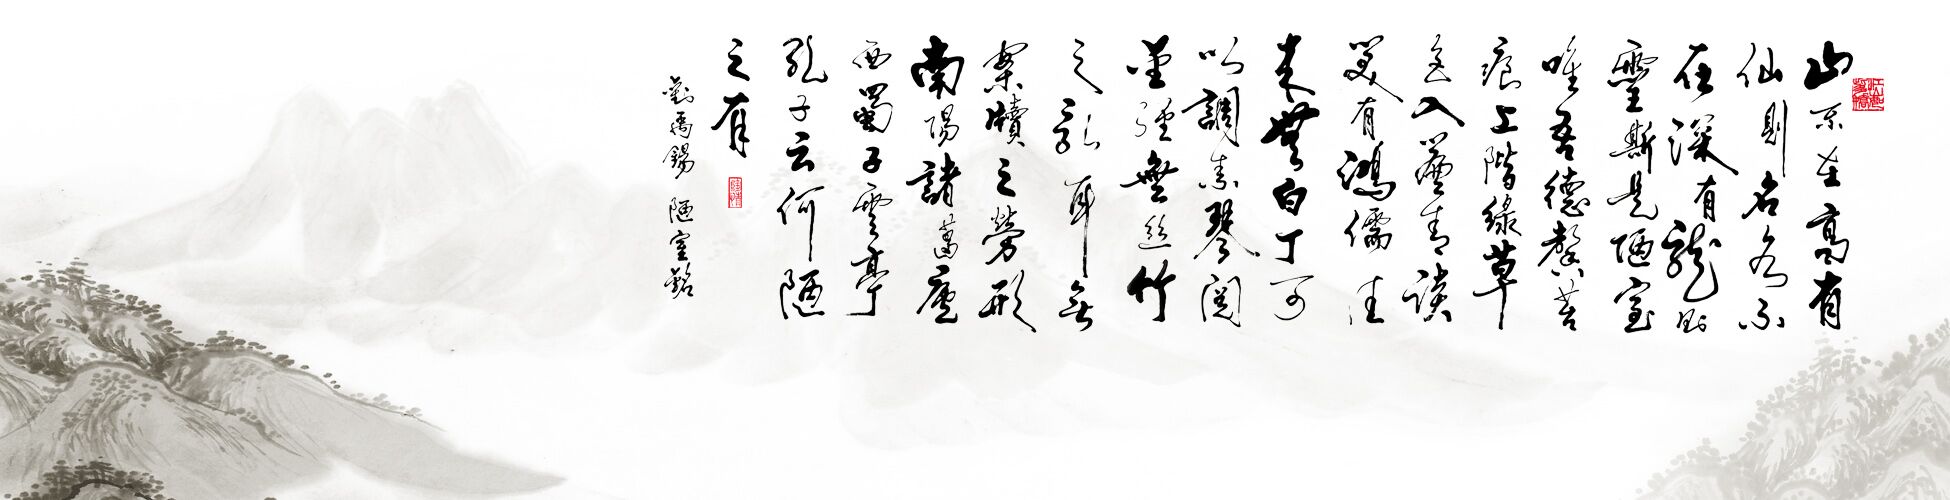 山不在高有
仙則名水不
在深有龍則
靈斯是陋室
唯吾德馨苔
痕上階綠草
色入簾青談
笑有鴻儒往
來無白丁可
以調素琴閱
金經無絲竹
之亂耳無
案牘之勞形
南陽諸葛廬
西蜀子雲亭
孔子云何陋
之有
劉禹錫 陋室銘